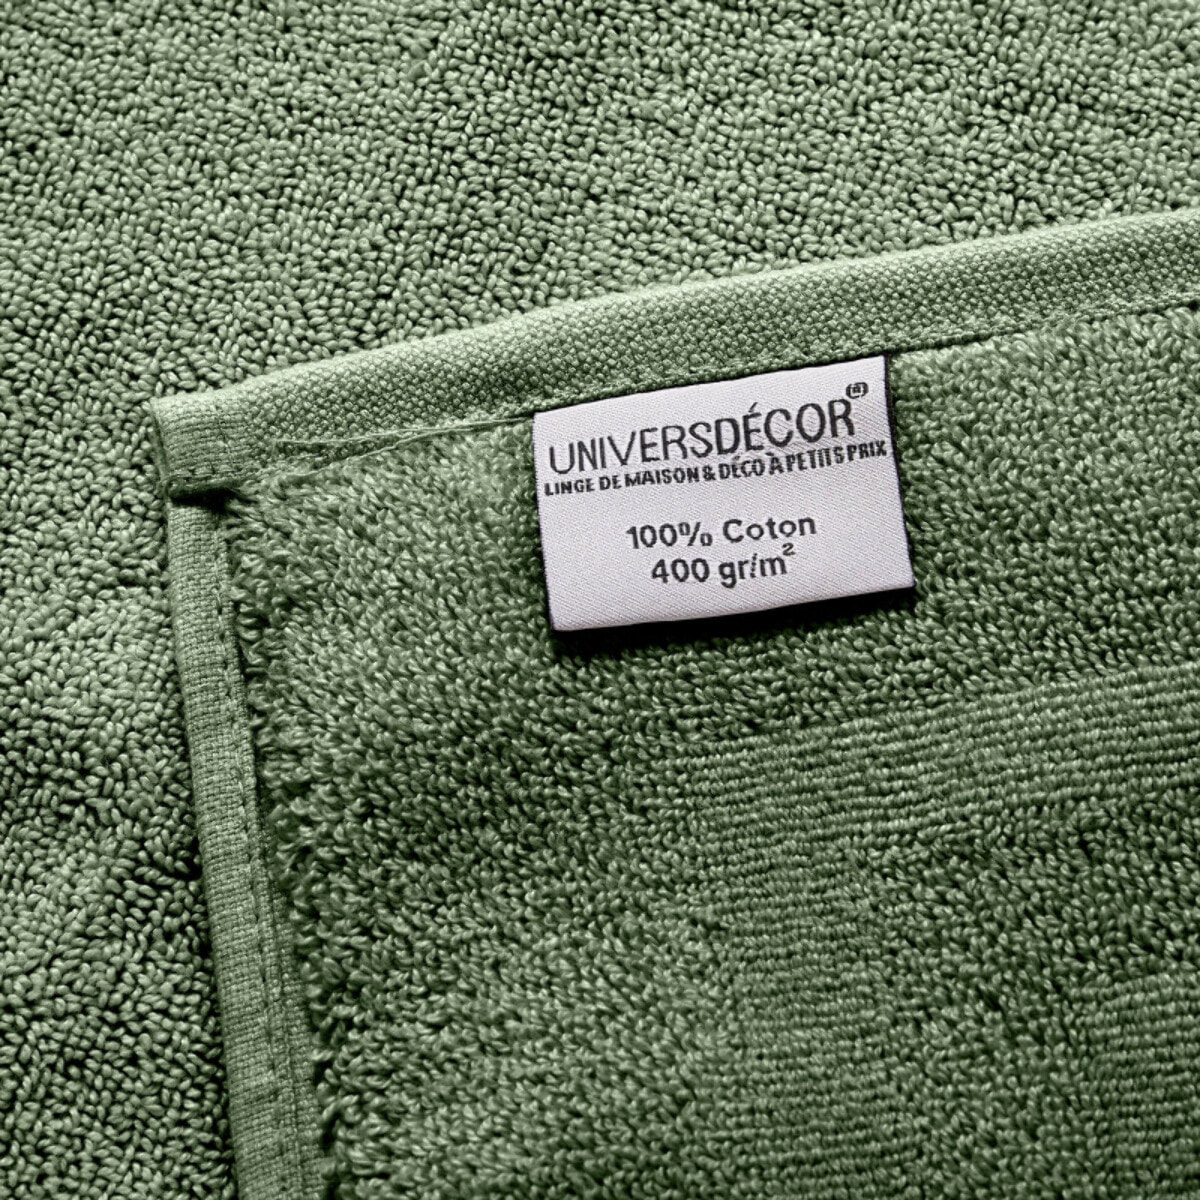 UNIVERSDÉCOR
LINGE DE MAISON & DÉCO À PETITS PRIX
100% Coton
400 gr/m²